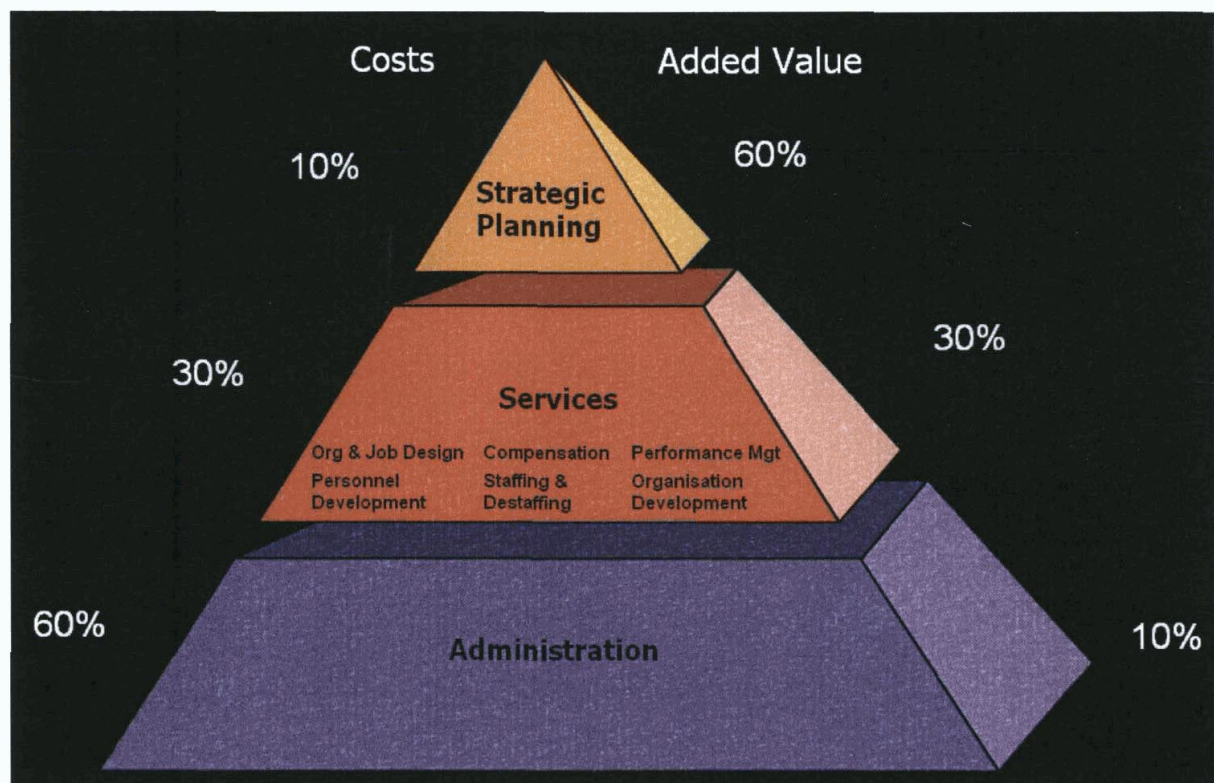 Costs
Added Value
10%
60%
Strategic
Planning
30%
30%
Services
Org & Job Design
Compensation
Performance Mgt
Personnel
Development
Staffing &
Destaffing
Organisation
Development
60%
10%
Administration